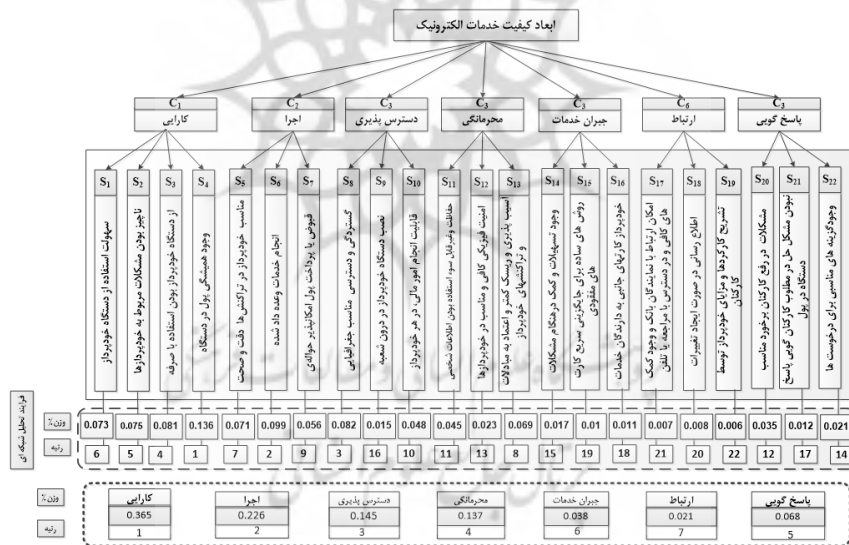 ابعاد کیفیت خدمات الکترونیک
C1 C2 C3 C3 C3 C6 C3
کارایی اجرا دسترس پذیری محرمانگی جبران خدمات ارتباط پاسخ گویی
S1 S2 S3 S4 S5 S6 S7 S8 S9 S10 S11 S12 S13 S14 S15 S16 S17 S18 S19 S20 S21 S22
سهولت استفاده از دستگاه خودپرداز
ناچیز بودن مشکلات مربوط به خودپردازها
از دستگاه خودپرداز بودن استفاده با صرفه
وجود همیشگی پول در دستگاه
مناسب خودپرداز در تراکنش‌ها دقت و صحت
انجام خدمات وعده داد شده
قبوض یا پرداخت پول امکانپذیر حواله‌ی
گستردگی و دسترسی مناسب جغرافیایی
نصب دستگاه خودپرداز در درون شعبه
قابلیت انجام امور مالی، در هر خودپرداز
حفاظت وغیرقابل سوء استفاده بودن اطلاعات شخصی
امنیت فیزیکی کافی و مناسب در خودپردازها
آسیب پذیری و ریسک کمتر و اعتماد به مبادلات
و تراکنشهای خودپرداز
وجود تسهیلات و کمک درهنگام مشکلات
روش های ساده برای جایگزینی سریع کارت
های مفقودی
خودپرداز کارتهای جانبی به دارندگان خدمات
امکان ارتباط با نمایندگان بانک و وجود کمک
های کافی و در دسترس با مراجعه یا تلفن
اطلاع رسانی در صورت ایجاد تغییرات
تشریح کارکردها و مزایای خودپرداز توسط
کارکنان
مشکلات در رفع کارکنان برخورد مناسب
نبودن مشکل حل در مطلوب کارکنان گویی پاسخ
دستگاه در پول
وجودگزینه های مناسبی برای درخوست ها
فرایند تحلیل شبکه ای
وزن % 0.073 0.075 0.081 0.136 0.071 0.099 0.056 0.082 0.015 0.048 0.045 0.023 0.069 0.017 0.01 0.011 0.007 0.008 0.006 0.035 0.012 0.021
رتبه 6 5 4 1 7 2 9 3 16 10 11 13 8 15 19 18 21 20 22 12 17 14
وزن % کارایی اجرا دسترس پذیری محرمانگی جبران خدمات ارتباط پاسخ گویی
0.365 0.226 0.145 0.137 0.038 0.021 0.068
رتبه 1 2 3 4 6 7 5